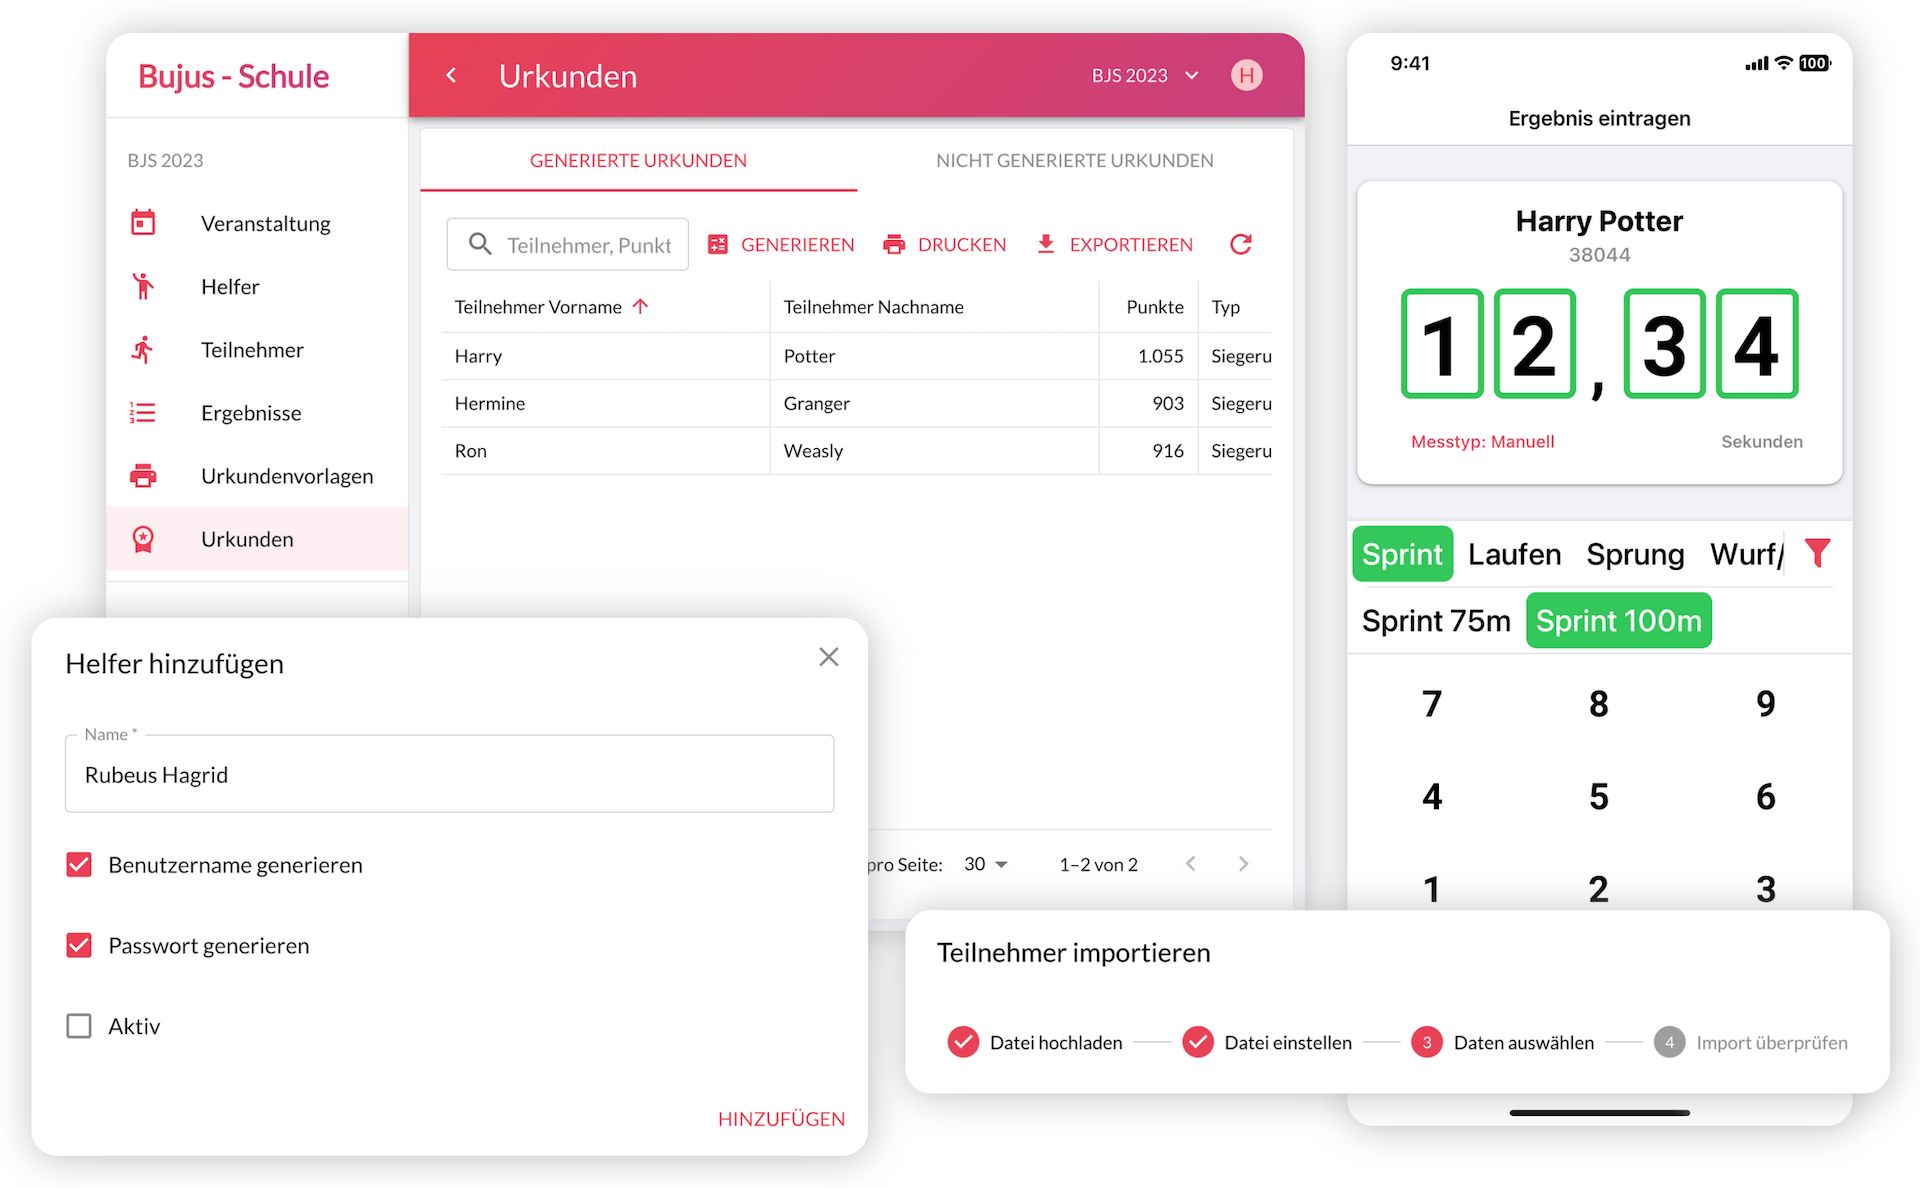 Bujus - Schule
BJS 2023
Veranstaltung
Helfer
Teilnehmer
Ergebnisse
Urkundenvorlagen
Urkunden
Urkunden
BJS 2023
H
GENERIERTE URKUNDEN
NICHT GENERIERTE URKUNDEN
Teilnehmer, Punkt
GENERIEREN
DRUCKEN
EXPORTIEREN
Teilnehmer Vorname Teilnehmer Nachname Punkte Typ
Harry Potter 1.055 Siegeru
Hermine Granger 903 Siegeru
Ron Weasly 916 Siegeru
pro Seite: 30 1–2 von 2
Helfer hinzufügen
Name *
Rubeus Hagrid
Benutzername generieren
Passwort generieren
Aktiv
HINZUFÜGEN
9:41
100
Ergebnis eintragen
Harry Potter
38044
12,34
Messtyp: Manuell
Sekunden
Sprint Laufen Sprung Wurf/
Sprint 75m Sprint 100m
7 8 9
4 5 6
1 2 3
Teilnehmer importieren
Datei hochladen
Datei einstellen
3 Daten auswählen
4 Import überprüfen